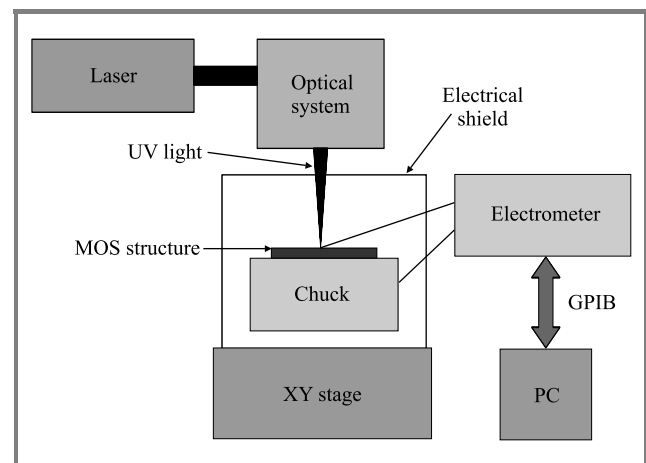 Laser
Optical
system
Electrical
shield
UV light
Electrometer
MOS structure
Chuck
GPIB
XY stage
PC